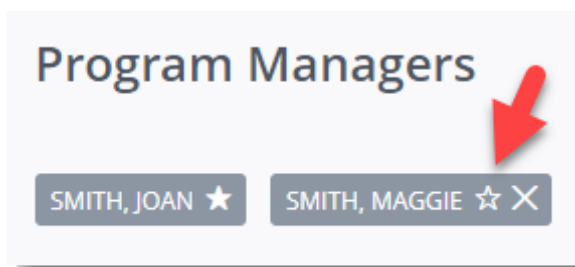 Program Managers
SMITH, JOAN ★ SMITH, MAGGIE ☆ ✕